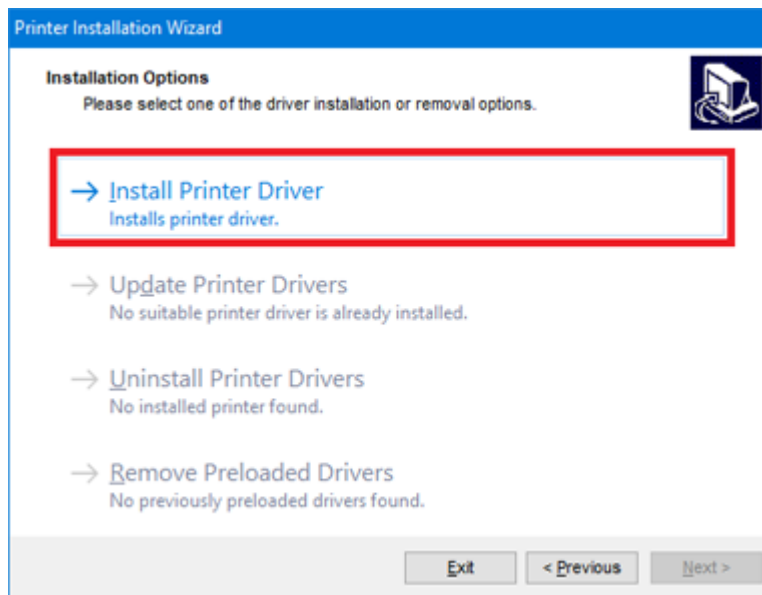 Printer Installation Wizard
Installation Options
Please select one of the driver installation or removal options.
Install Printer Driver
Installs printer driver.
Update Printer Drivers
No suitable printer driver is already installed.
Uninstall Printer Drivers
No installed printer found.
Remove Preloaded Drivers
No previously preloaded drivers found.
Exit < Previous Next >